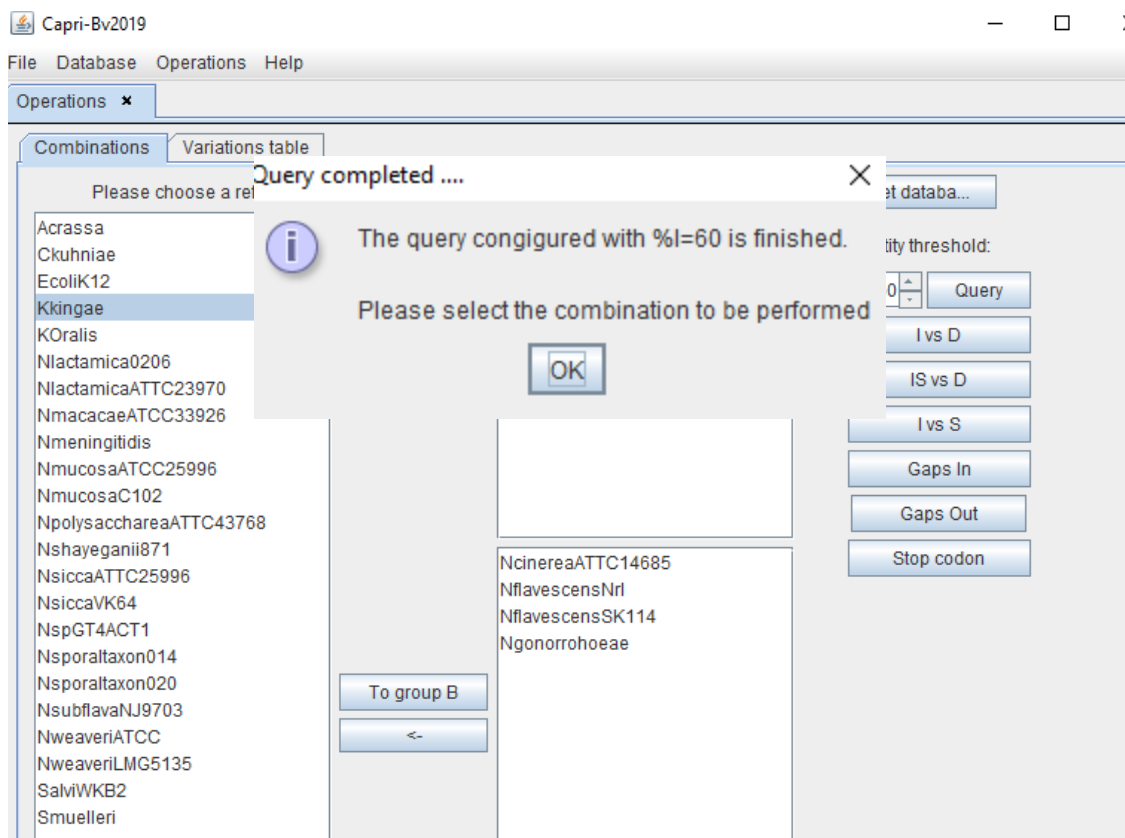 Capri-Bv2019
File Database Operations Help
Operations
Combinations Variations table
Please choose a ref
Query completed ....
The query congigured with %I=60 is finished.
Please select the combination to be performed
OK
et databa...
tity threshold:
0 Query
I vs D
IS vs D
I vs S
Gaps In
Gaps Out
Stop codon
Acrassa
Ckuhniae
EcoliK12
Kkingae
KOralis
Nlactamica0206
NlactamicaATTC23970
NmacacaeATCC33926
Nmeningitidis
NmucosaATCC25996
NmucosaC102
NpolysacchareaATTC43768
Nshayeganii871
NsiccaATTC25996
NsiccaVK64
NspGT4ACT1
Nsporaltaxon014
Nsporaltaxon020
NsubflavaNJ9703
NweaveriATCC
NweaveriLMG5135
SalviWKB2
Smuelleri
To group B
<-
NcinereaATTC14685
NflavescensNrl
NflavescensSK114
Ngonorrohoeae